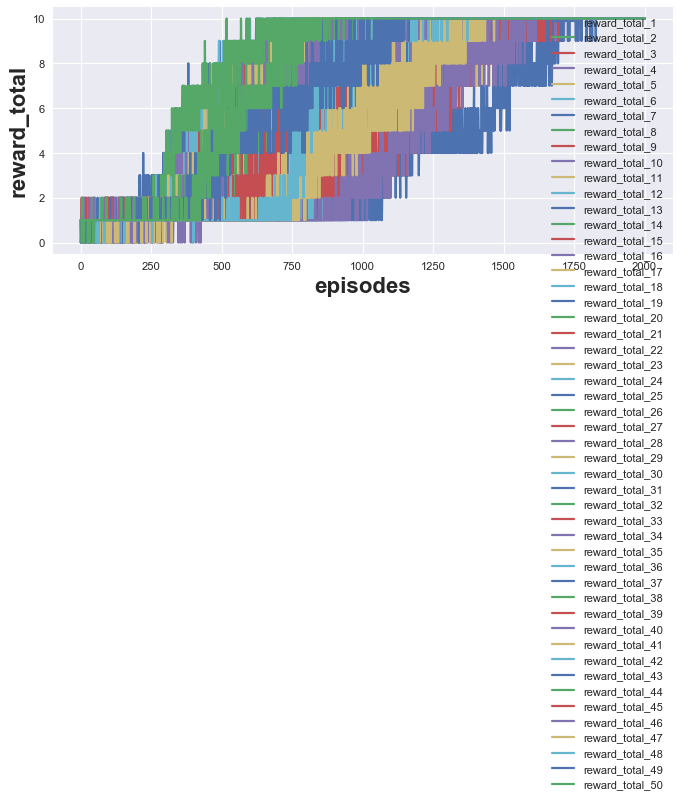 10
8
6
4
2
0
reward_total
0 250 500 750 1000 1250 1500 1750 2000
episodes
reward_total_1
reward_total_2
reward_total_3
reward_total_4
reward_total_5
reward_total_6
reward_total_7
reward_total_8
reward_total_9
reward_total_10
reward_total_11
reward_total_12
reward_total_13
reward_total_14
reward_total_15
reward_total_16
reward_total_17
reward_total_18
reward_total_19
reward_total_20
reward_total_21
reward_total_22
reward_total_23
reward_total_24
reward_total_25
reward_total_26
reward_total_27
reward_total_28
reward_total_29
reward_total_30
reward_total_31
reward_total_32
reward_total_33
reward_total_34
reward_total_35
reward_total_36
reward_total_37
reward_total_38
reward_total_39
reward_total_40
reward_total_41
reward_total_42
reward_total_43
reward_total_44
reward_total_45
reward_total_46
reward_total_47
reward_total_48
reward_total_49
reward_total_50